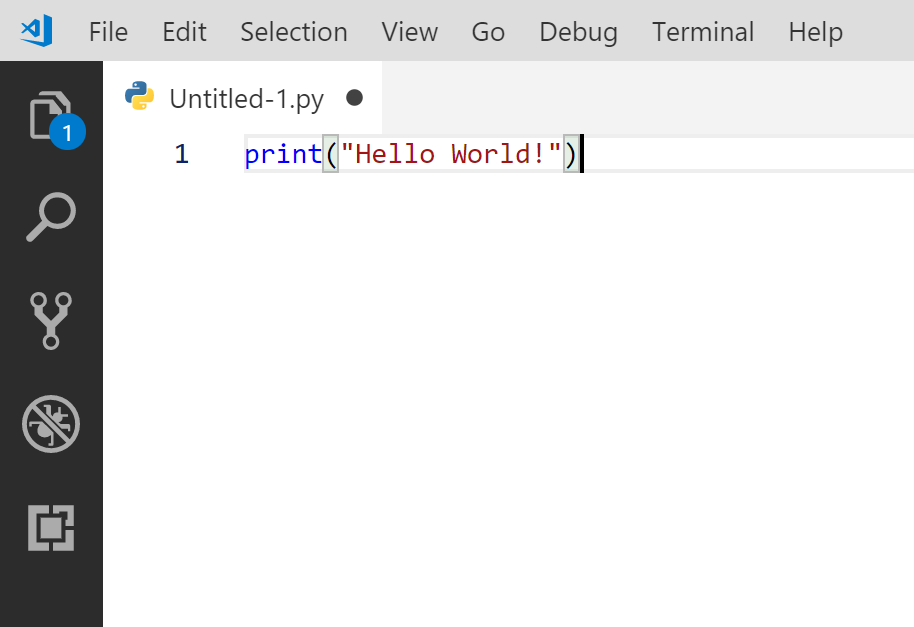 File Edit Selection View Go Debug Terminal Help
Untitled-1.py
1
1 print("Hello World!")